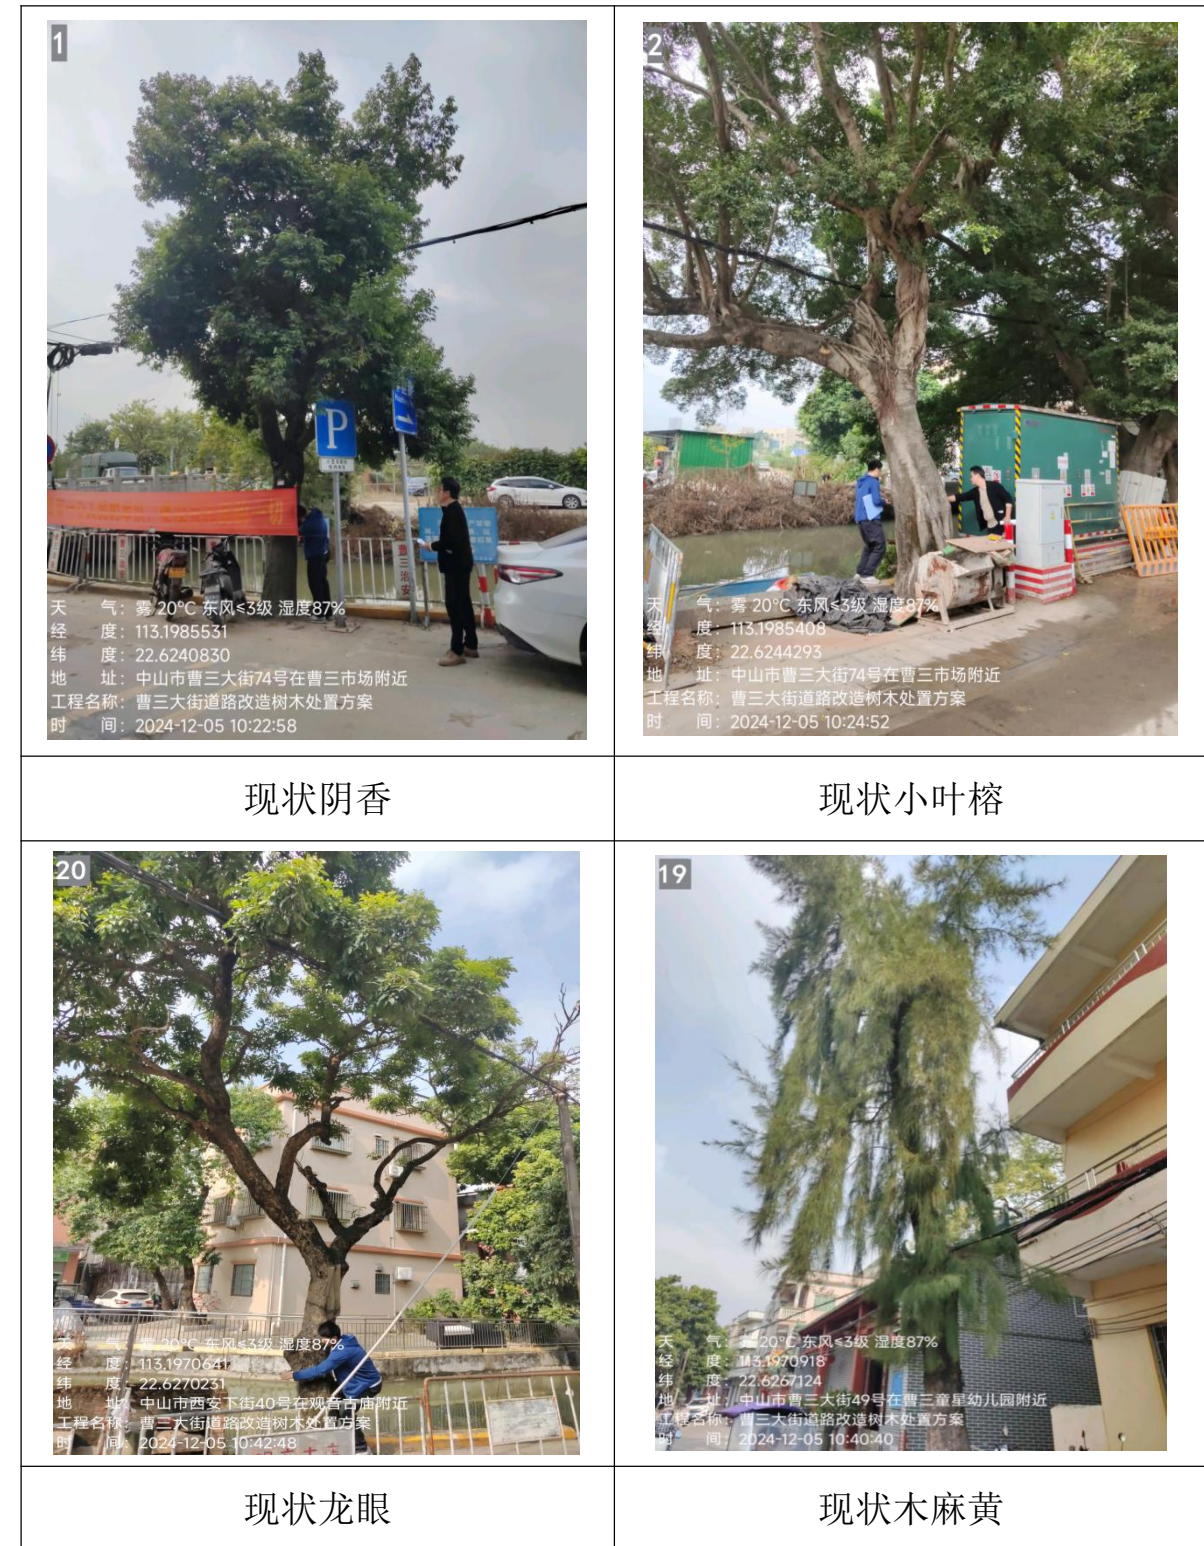 1
P
曹三治安
天 气：雾 20℃ 东风≤3级 湿度87%
经 度：113.1985531
纬 度：22.6240830
地 址：中山市曹三大街74号在曹三市场附近
工程名称：曹三大街道路改造树木处置方案
时 间：2024-12-05 10:22:58
2
天 气：雾 20℃ 东风≤3级 湿度87%
经 度：113.1985408
纬 度：22.6244293
地 址：中山市曹三大街74号在曹三市场附近
工程名称：曹三大街道路改造树木处置方案
时 间：2024-12-05 10:24:52
现状阴香
现状小叶榕
20
天 气：雾 20℃ 东风≤3级 湿度87%
经 度：113.1970641
纬 度：22.6270231
地 址：中山市西安下街40号在观音古庙附近
工程名称：曹三大街道路改造树木处置方案
时 间：2024-12-05 10:42:48
19
天 气：雾 20℃ 东风≤3级 湿度87%
经 度：113.1970918
纬 度：22.6267124
地 址：中山市曹三大街49号在曹三童星幼儿园附近
工程名称：曹三大街道路改造树木处置方案
时 间：2024-12-05 10:40:40
现状龙眼
现状木麻黄